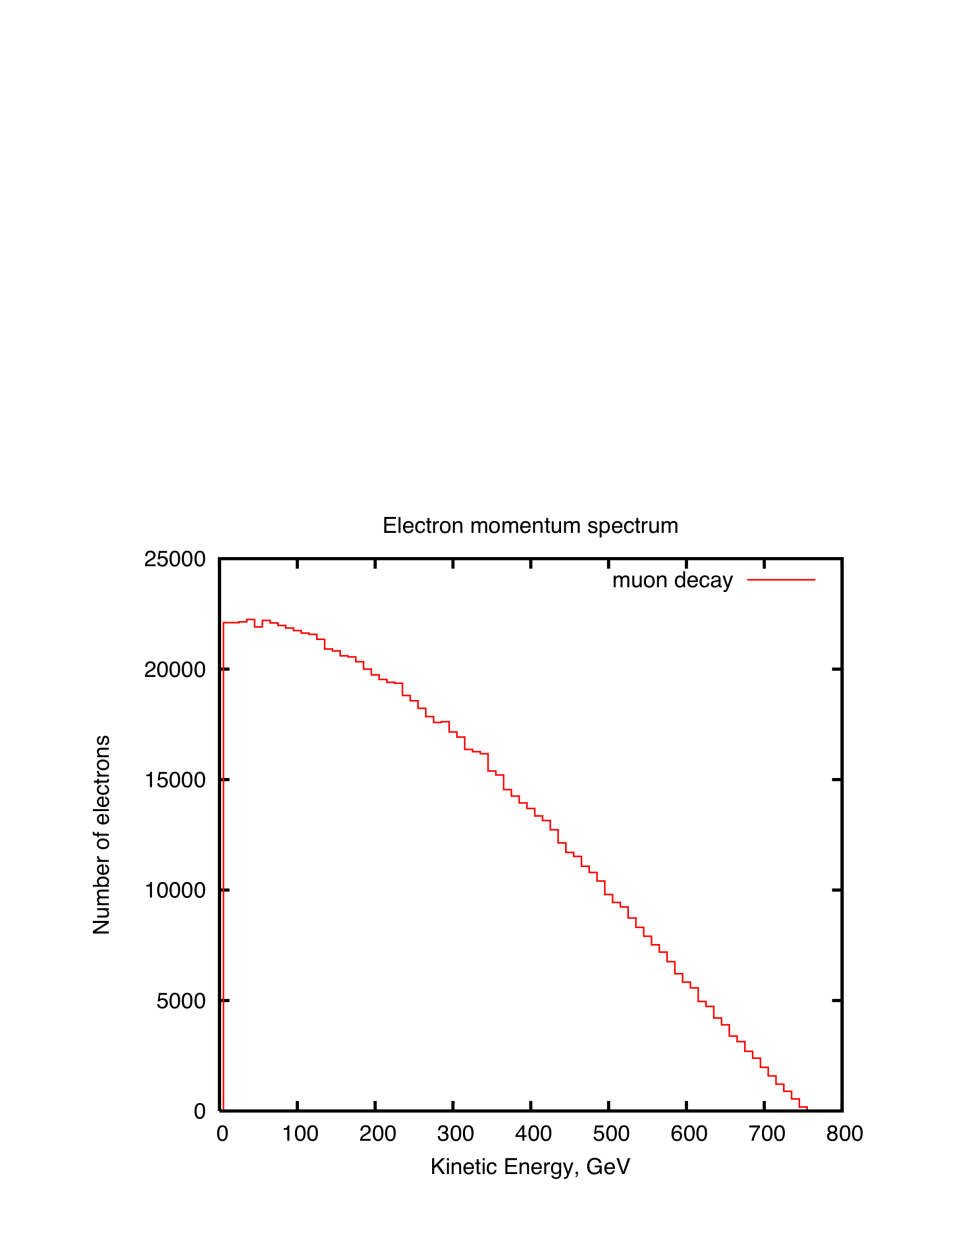 Electron momentum spectrum
25000
muon decay
20000
15000
10000
5000
0
Number of electrons
0 100 200 300 400 500 600 700 800
Kinetic Energy, GeV